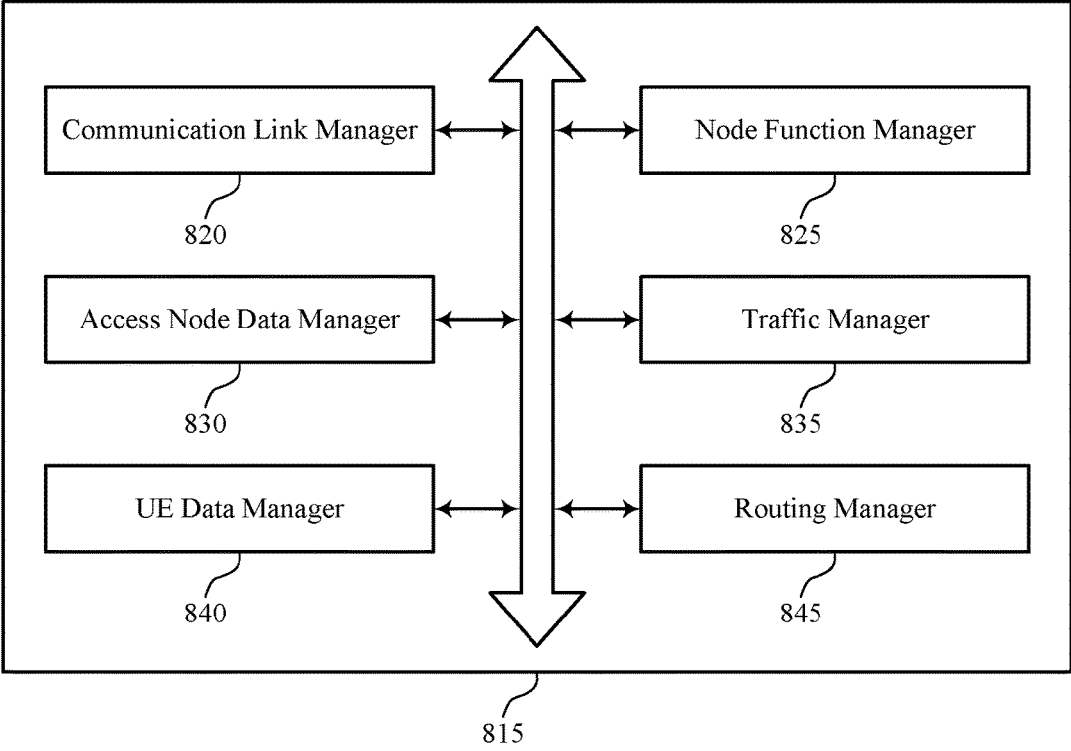 Communication Link Manager
820
Node Function Manager
825
Access Node Data Manager
830
Traffic Manager
835
UE Data Manager
840
Routing Manager
845
815